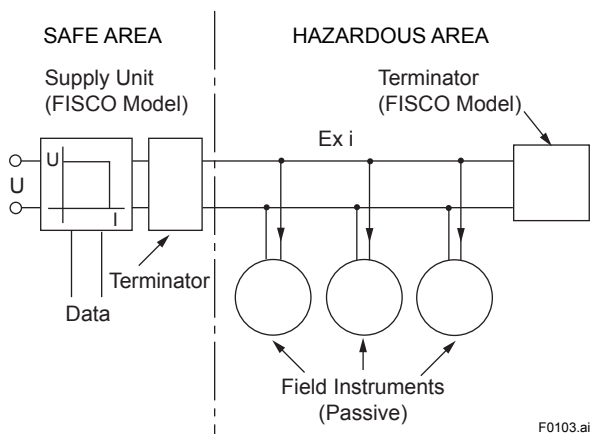 SAFE AREA
HAZARDOUS AREA
Supply Unit
(FISCO Model)
Terminator
(FISCO Model)
Ex i
U
U
I
Terminator
Data
Field Instruments
(Passive)
F0103.ai